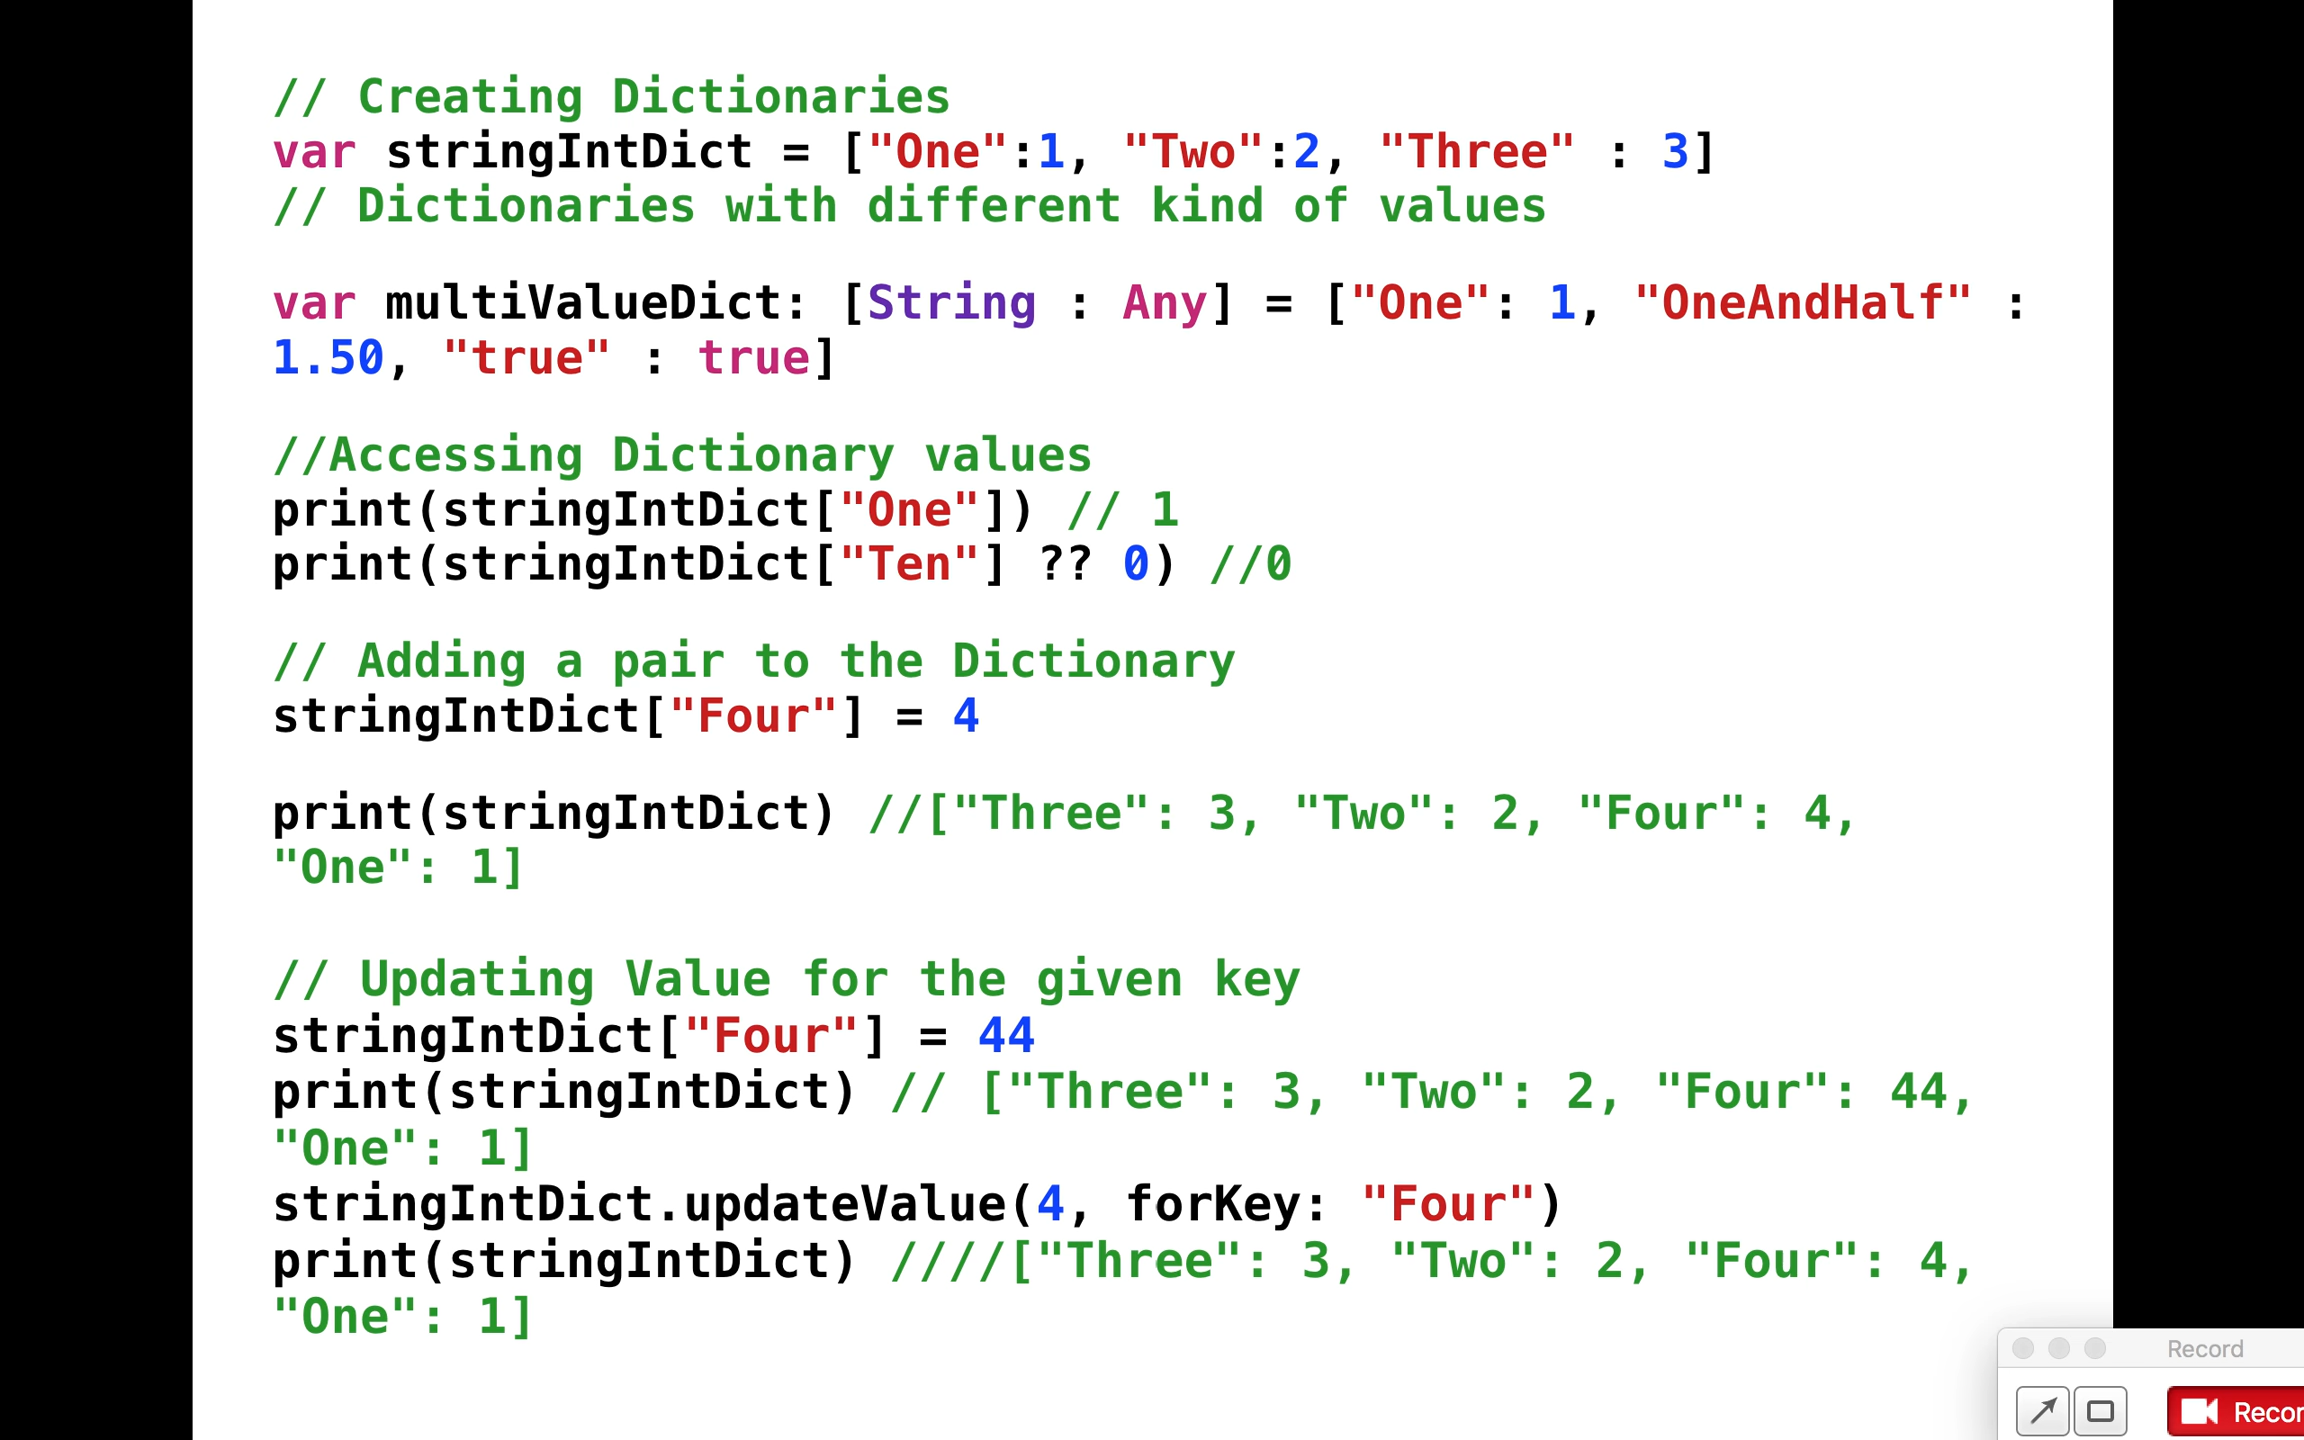 // Creating Dictionaries
var stringIntDict = ["One":1, "Two":2, "Three" : 3]
// Dictionaries with different kind of values
var multiValueDict: [String : Any] = ["One": 1, "OneAndHalf" :
1.50, "true" : true]
//Accessing Dictionary values
print(stringIntDict["One"]) // 1
print(stringIntDict["Ten"] ?? 0) //0
// Adding a pair to the Dictionary
stringIntDict["Four"] = 4
print(stringIntDict) //["Three": 3, "Two": 2, "Four": 4,
"One": 1]
// Updating Value for the given key
stringIntDict["Four"] = 44
print(stringIntDict) // ["Three": 3, "Two": 2, "Four": 44,
"One": 1]
stringIntDict.updateValue(4, forKey: "Four")
print(stringIntDict) ////["Three": 3, "Two": 2, "Four": 4,
"One": 1]
Record
Recor